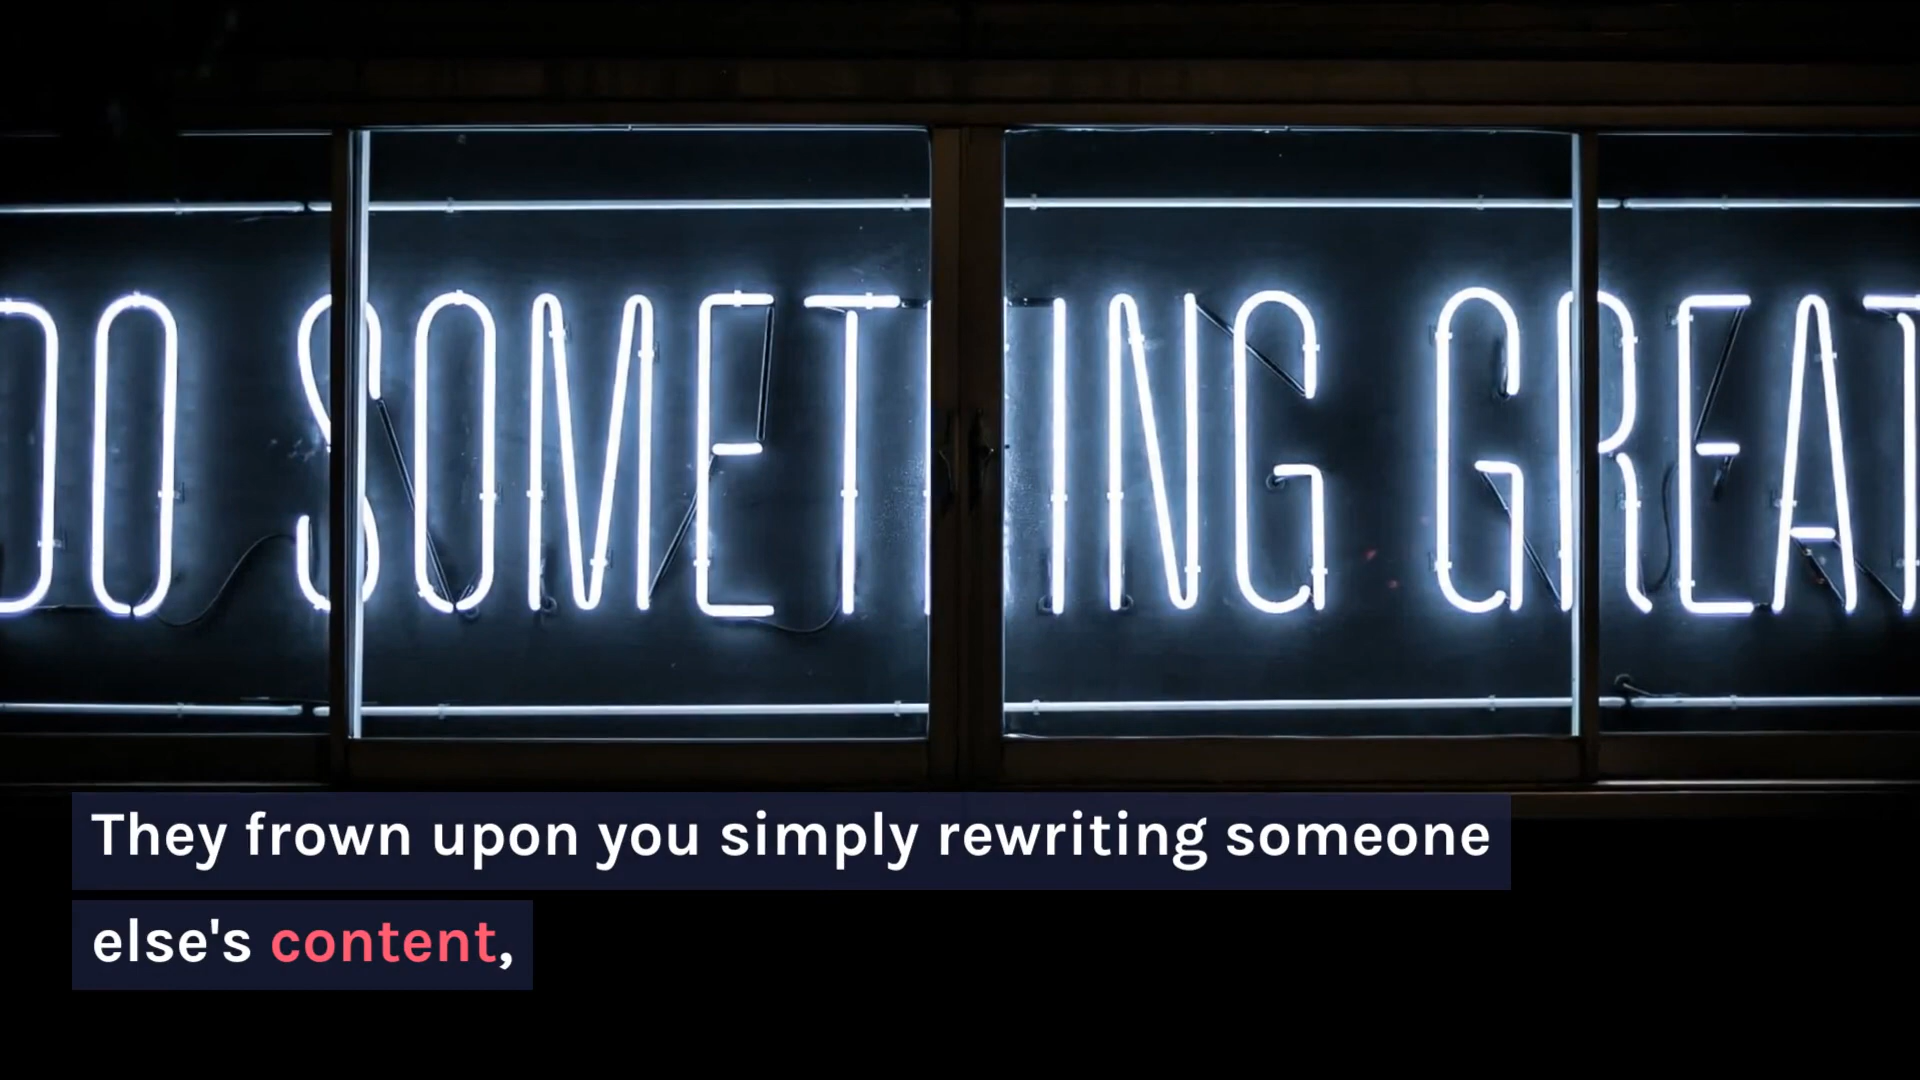 DO SOMETHING GREAT
They frown upon you simply rewriting someone
else's content,